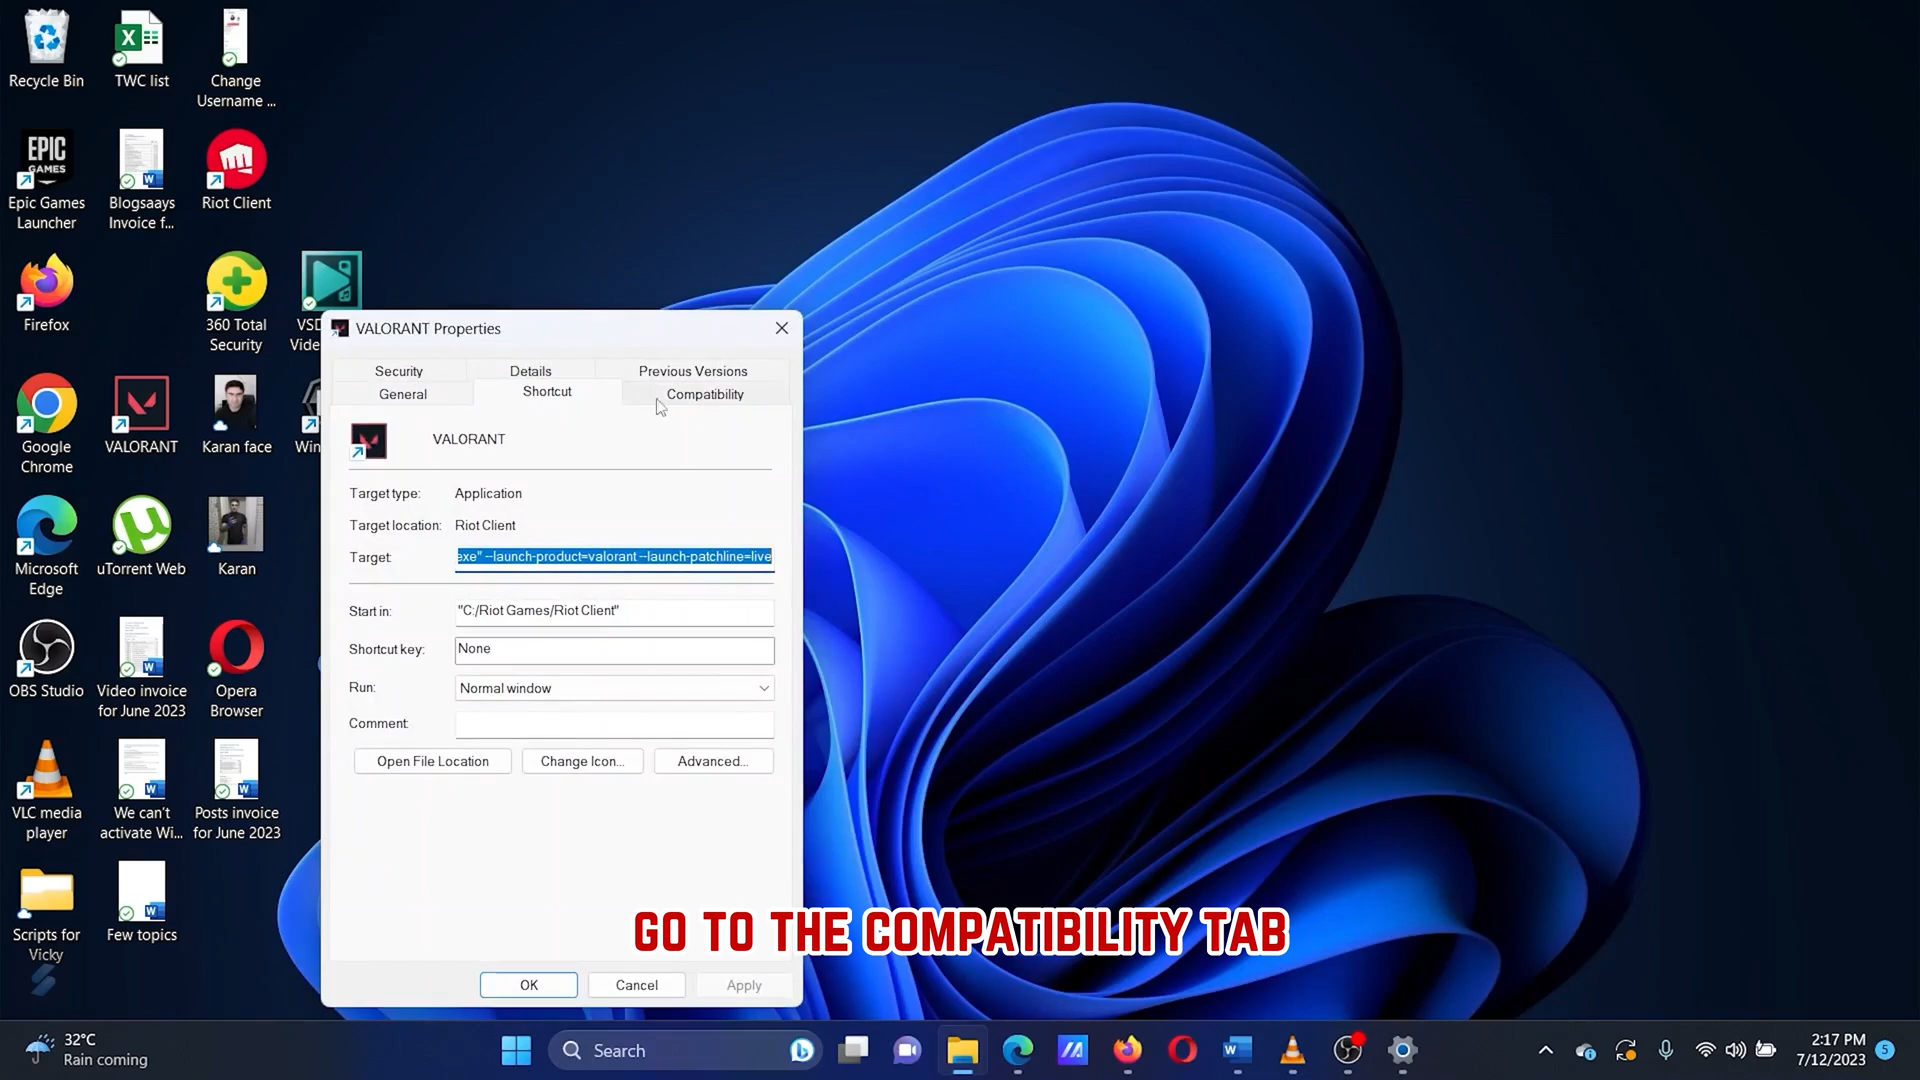 Recycle Bin
TWC list
Change
Username ...
EPIC
GAMES
Epic Games
Launcher
Blogsaays
Invoice f...
Riot Client
Firefox
360 Total
Security
VSD
Vide
Google
Chrome
VALORANT
Karan face
Win
Microsoft
Edge
uTorrent Web
Karan
OBS Studio
Video invoice
for June 2023
Opera
Browser
VLC media
player
We can't
activate Wi...
Posts invoice
for June 2023
Scripts for
Vicky
Few topics
VALORANT Properties
Security
Details
Previous Versions
General
Shortcut
Compatibility
VALORANT
Target type: Application
Target location: Riot Client
Target: exe" --launch-product=valorant --launch-patchline=live
Start in: "C:/Riot Games/Riot Client"
Shortcut key: None
Run: Normal window
Comment:
Open File Location
Change Icon...
Advanced...
GO TO THE COMPATIBILITY TAB
OK
Cancel
Apply
32°C
Rain coming
Search
2:17 PM
7/12/2023
5